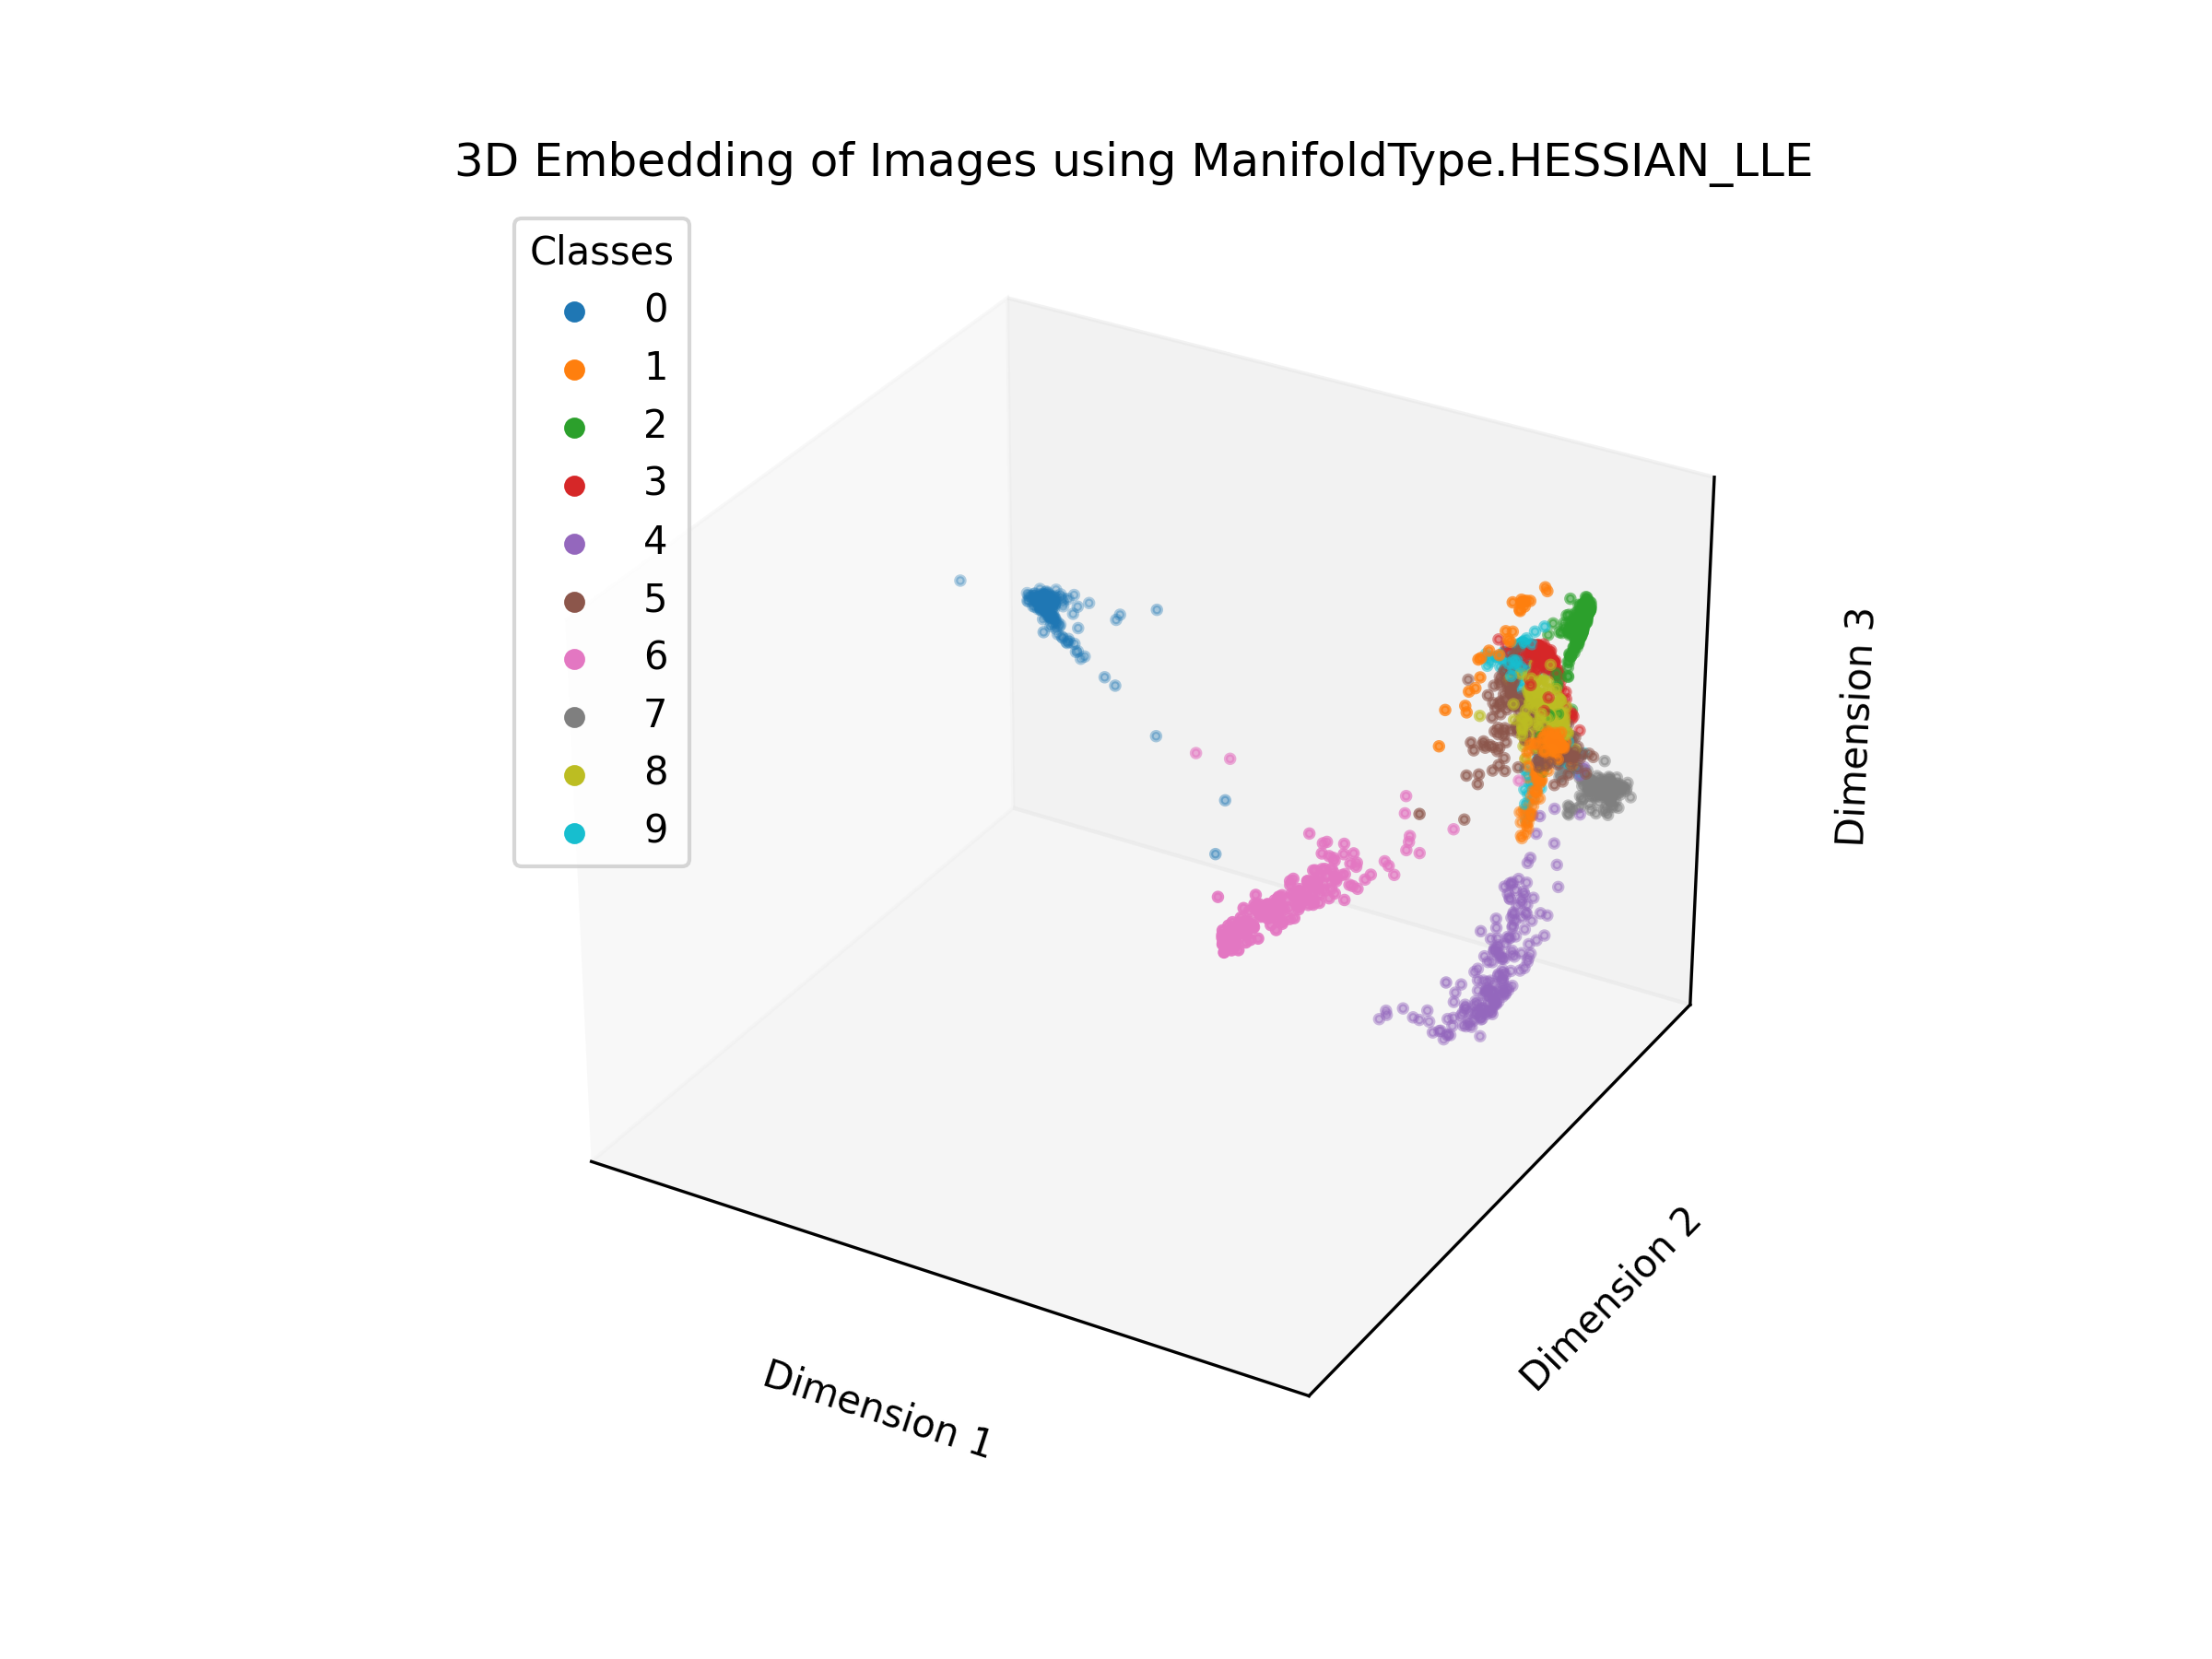 3D Embedding of Images using ManifoldType.HESSIAN_LLE
Classes
0
1
2
3
4
5
6
7
8
9
Dimension 3
Dimension 2
Dimension 1